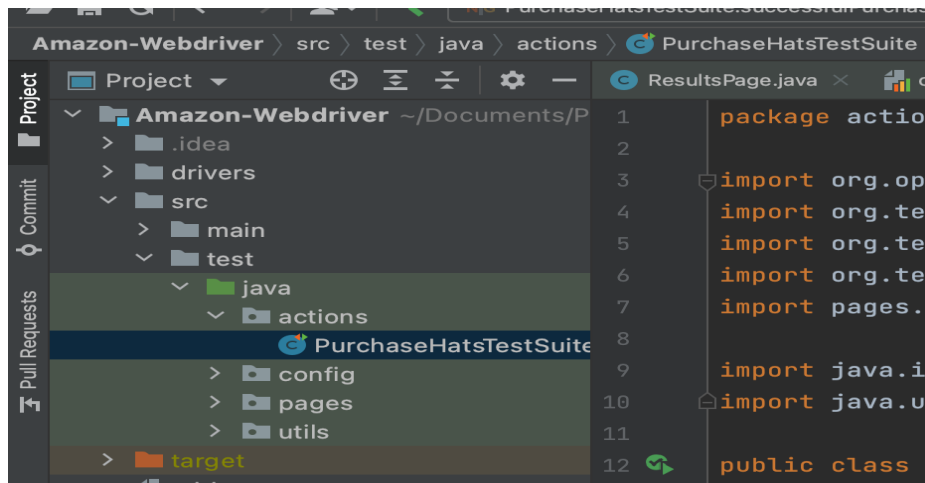 PurchaseHatsTestSuite.successfulPurchas
Amazon-Webdriver > src > test > java > actions > PurchaseHatsTestSuite
Project
Commit
Pull Requests
Project
Amazon-Webdriver ~/Documents/P
.idea
drivers
src
main
test
java
actions
PurchaseHatsTestSuite
config
pages
utils
target
ResultsPage.java
1 package actio
2
3 import org.op
4 import org.te
5 import org.te
6 import org.te
7 import pages.
8
9 import java.i
10 import java.u
11
12 public class